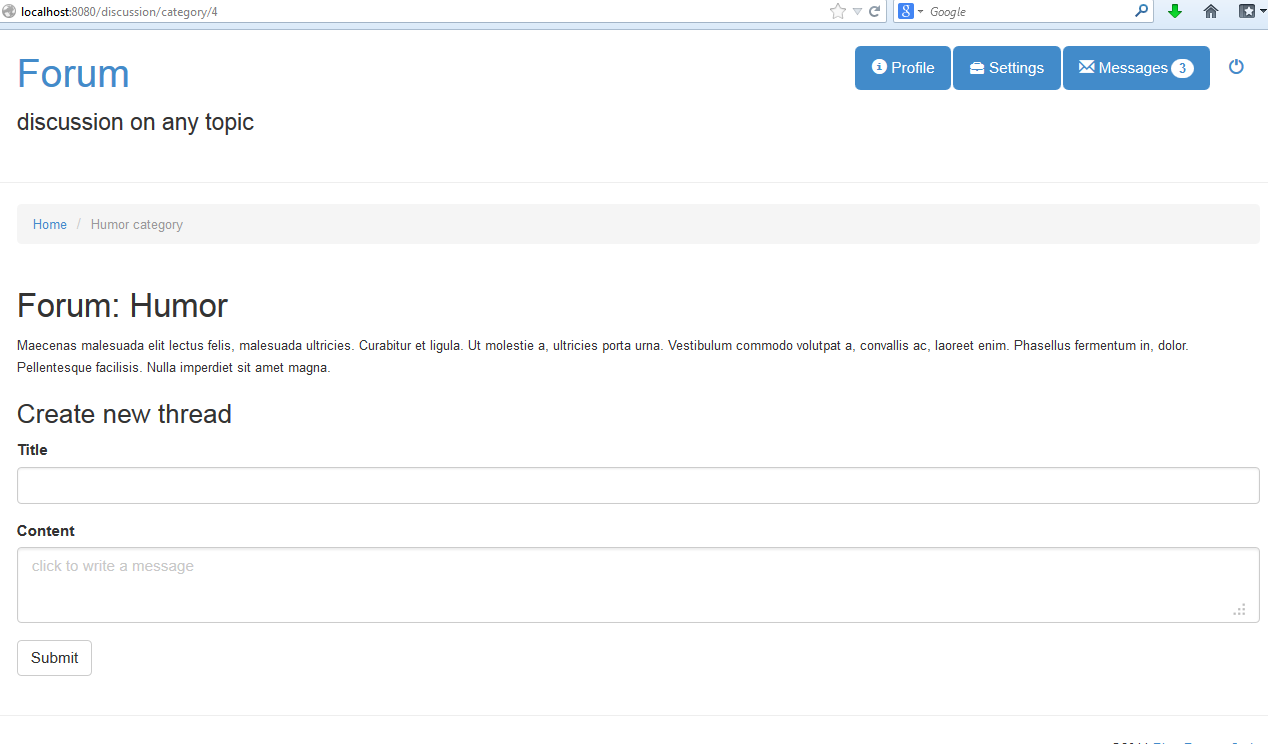 localhost:8080/discussion/category/4
Google
Forum
Profile
Settings
Messages 3
discussion on any topic
Home / Humor category
Forum: Humor
Maecenas malesuada elit lectus felis, malesuada ultricies. Curabitur et ligula. Ut molestie a, ultricies porta urna. Vestibulum commodo volutpat a, convallis ac, laoreet enim. Phasellus fermentum in, dolor.
Pellentesque facilisis. Nulla imperdiet sit amet magna.
Create new thread
Title
Content
click to write a message
Submit